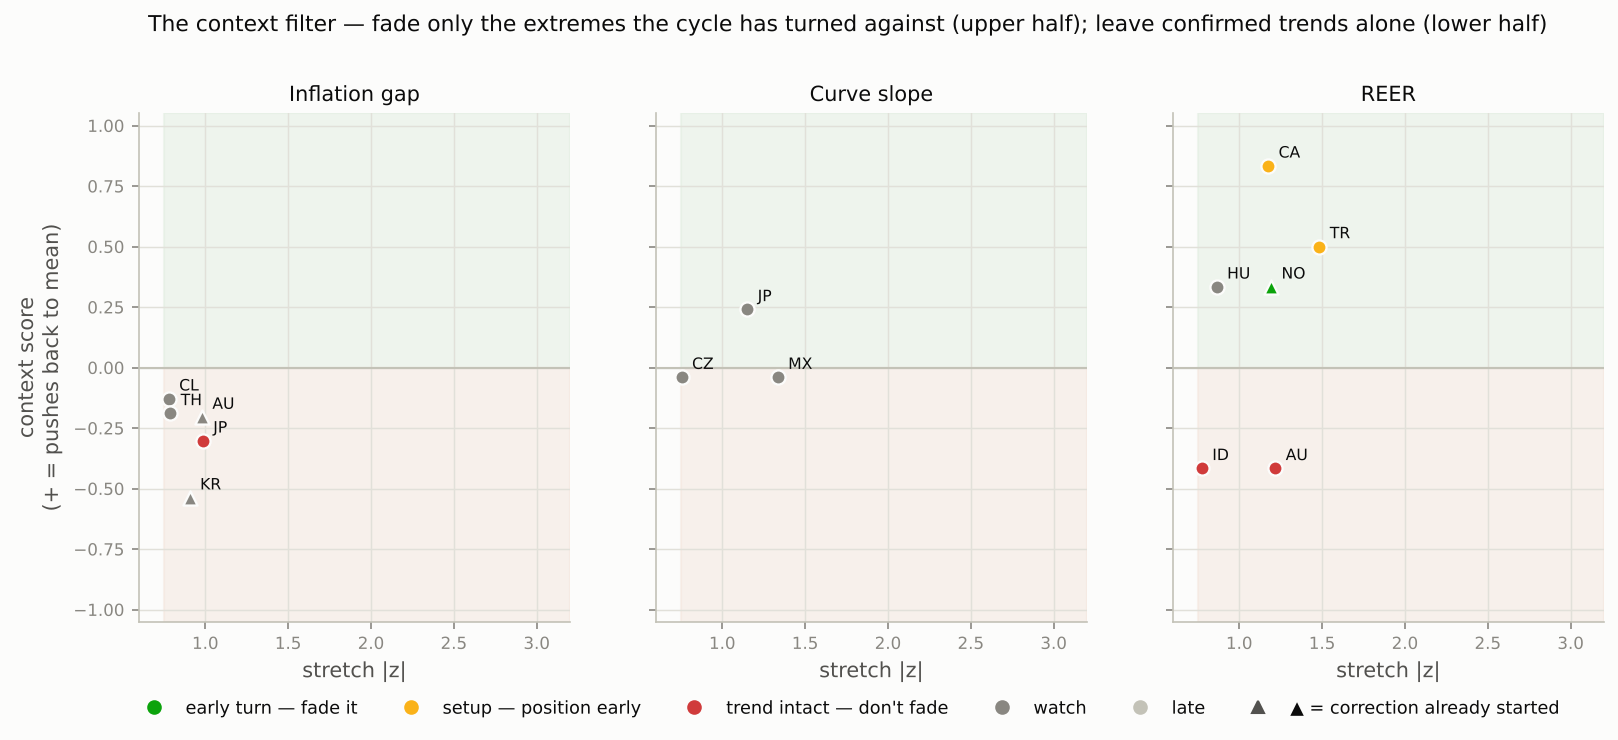 The context filter — fade only the extremes the cycle has turned against (upper half); leave confirmed trends alone (lower half)
Inflation gap
Curve slope
REER
context score
(+ = pushes back to mean)
1.00
0.75
0.50
0.25
0.00
−0.25
−0.50
−0.75
−1.00
CL
TH
AU
JP
KR
1.0 1.5 2.0 2.5 3.0
stretch |z|
JP
CZ
MX
1.0 1.5 2.0 2.5 3.0
stretch |z|
CA
TR
HU
NO
ID
AU
1.0 1.5 2.0 2.5 3.0
stretch |z|
early turn — fade it
setup — position early
trend intact — don't fade
watch
late
▲ = correction already started